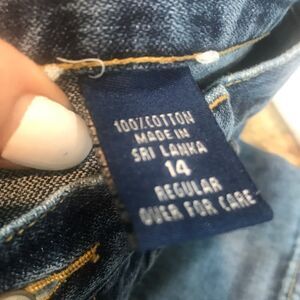 100% COTTON
MADE IN
SRI LANKA
14
REGULAR
OVER FOR CARE